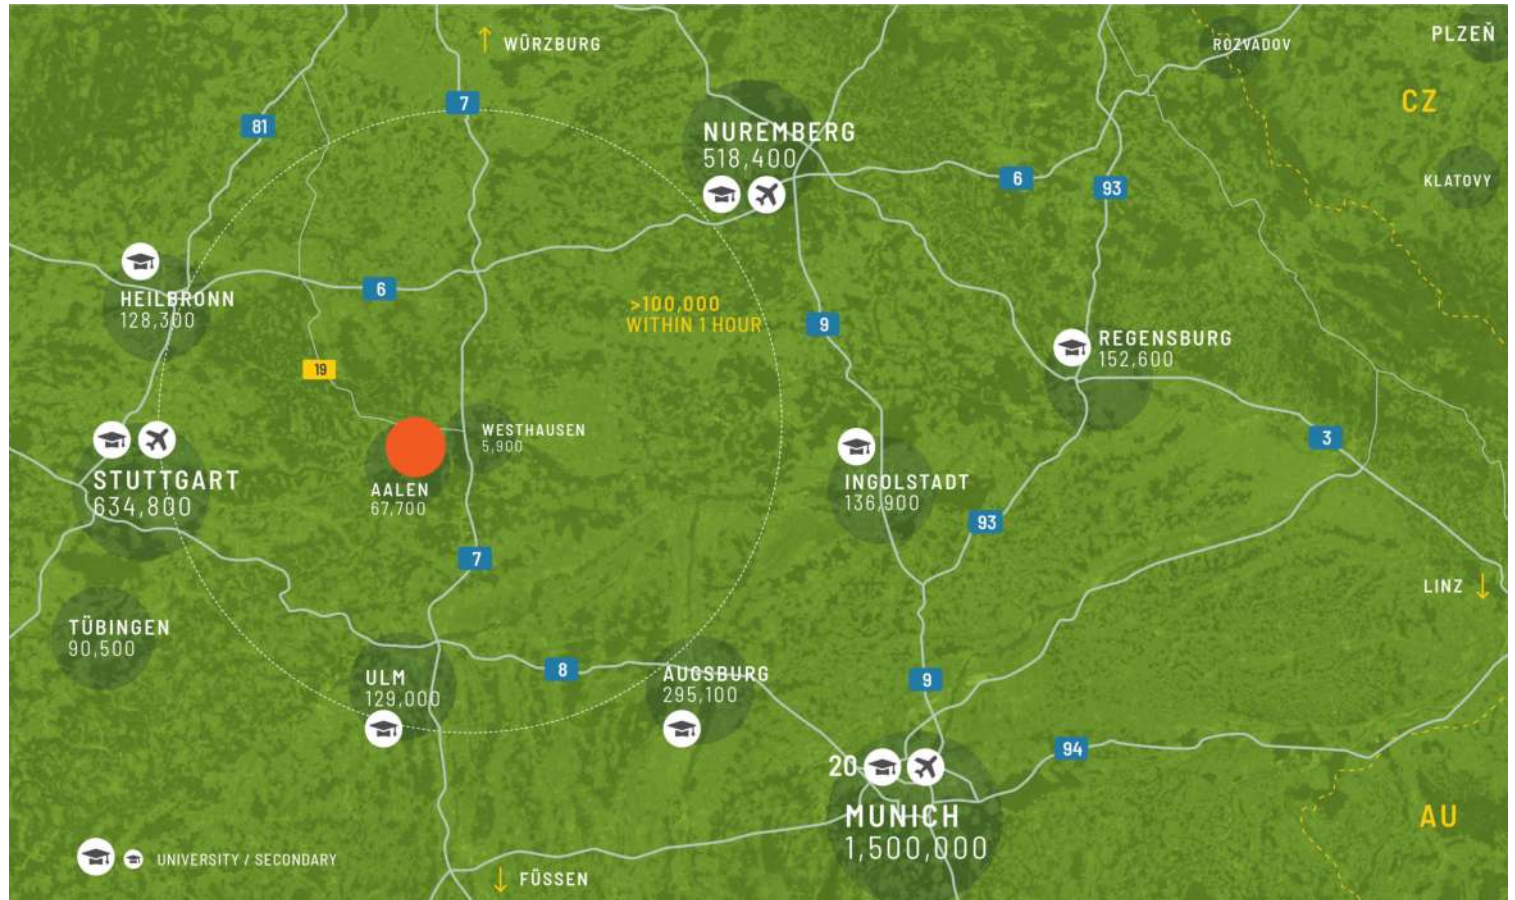 WÜRZBURG
ROZVADOV
PLZEŇ
CZ
7
81
NUREMBERG
518,400
6
93
KLATOVY
HEILBRONN
128,300
6
>100,000
WITHIN 1 HOUR
9
REGENSBURG
152,600
19
WESTHAUSEN
5,900
3
STUTTGART
634,800
AALEN
67,700
INGOLSTADT
136,900
93
7
LINZ
TÜBINGEN
90,500
ULM
129,000
8
AUGSBURG
295,100
9
94
20
MUNICH
1,500,000
AU
UNIVERSITY / SECONDARY
FÜSSEN